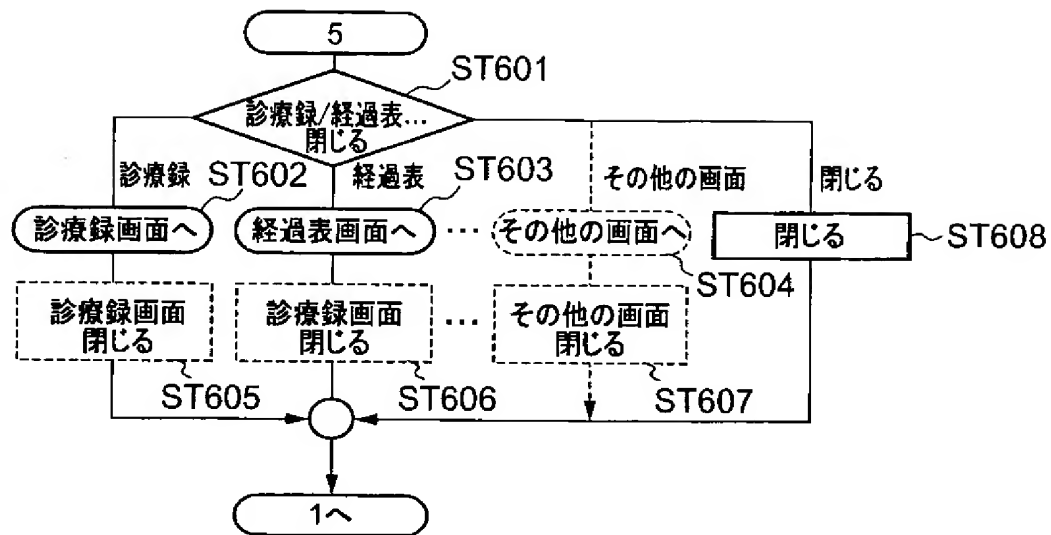 5
ST601
診療録/経過表…
閉じる
診療録
ST602
経過表
ST603
その他の画面
閉じる
診療録画面へ
経過表画面へ
…
その他の画面へ
閉じる
ST608
ST604
診療録画面
閉じる
診療録画面
閉じる
…
その他の画面
閉じる
ST605
ST606
ST607
1へ